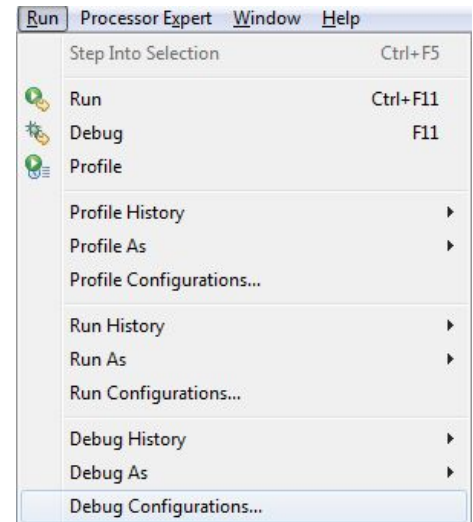 Run Processor Expert Window Help
Step Into Selection Ctrl+F5
Run Ctrl+F11
Debug F11
Profile
Profile History
Profile As
Profile Configurations...
Run History
Run As
Run Configurations...
Debug History
Debug As
Debug Configurations...